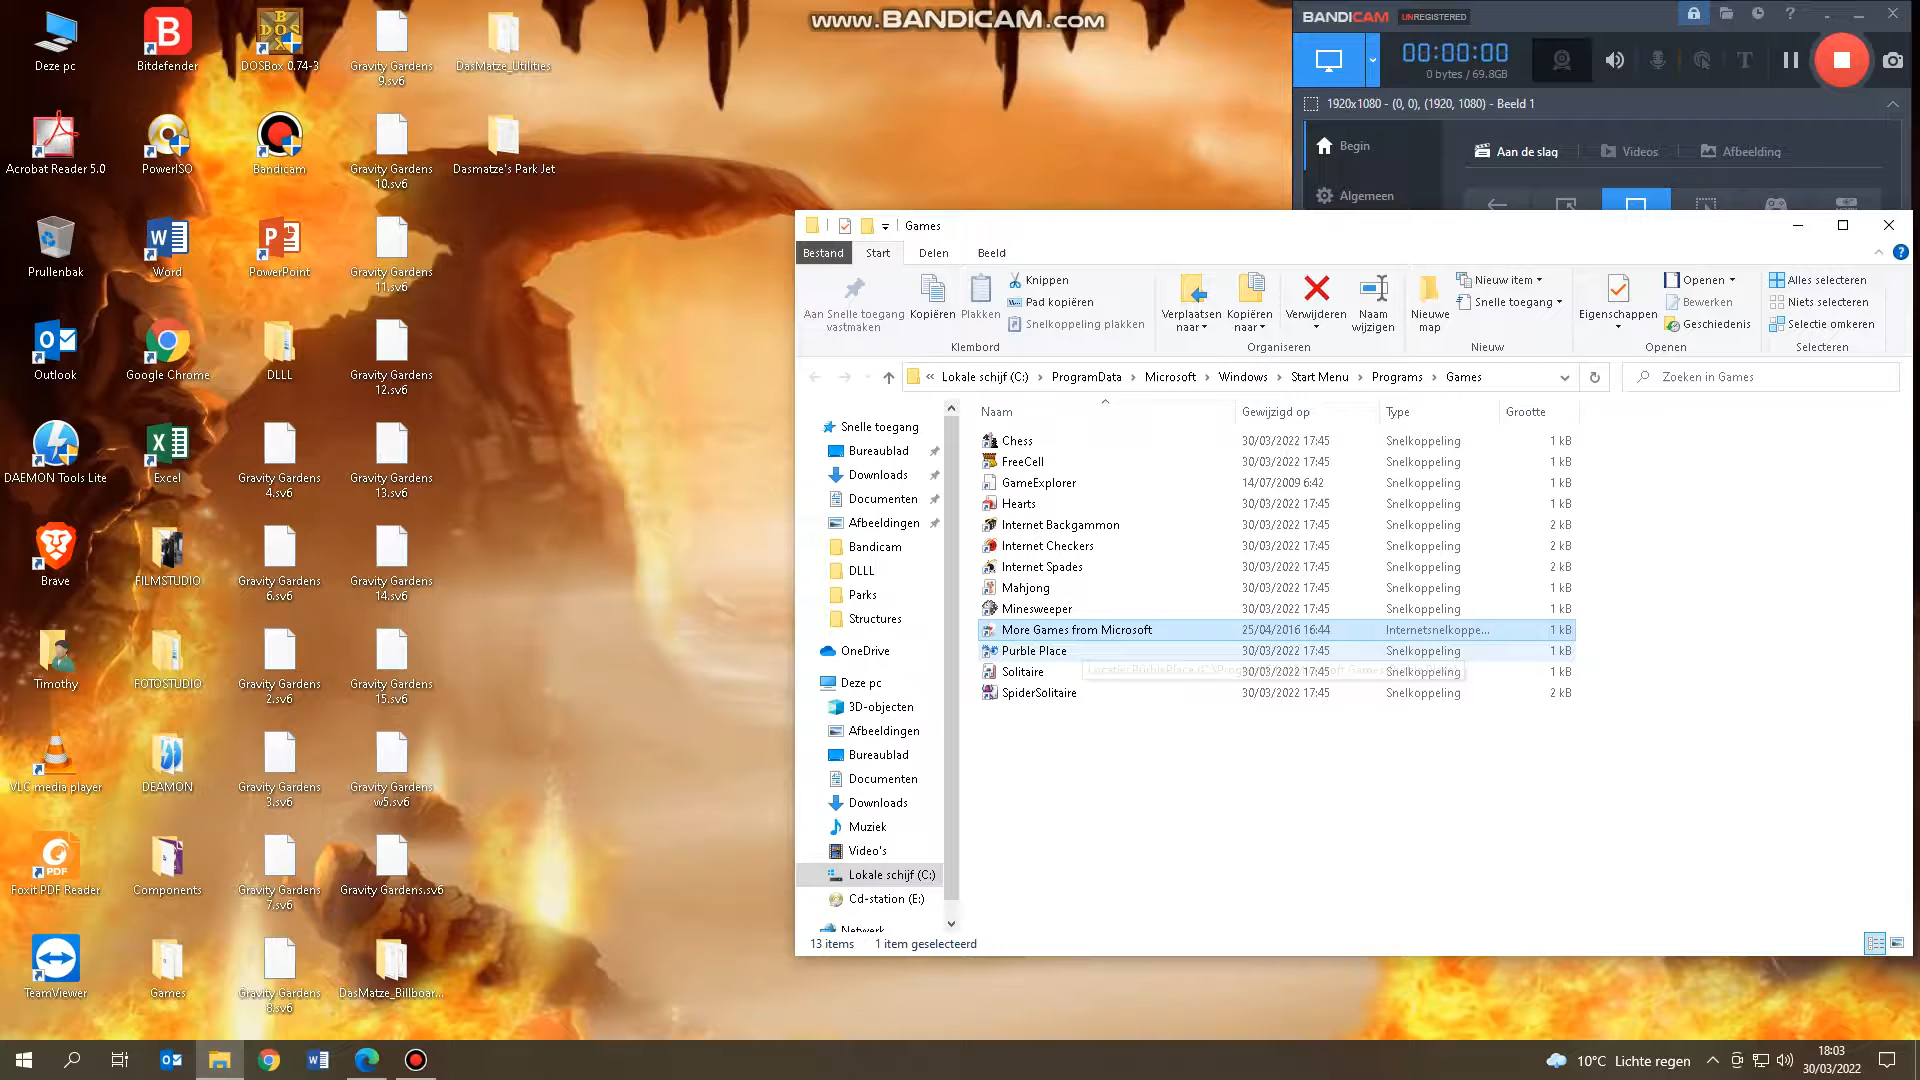 www.BANDICAM.com
Deze pc
Bitdefender
DOSBox 0.74-3
Gravity Gardens
9.sv6
DasMatze_Utilities
Acrobat Reader 5.0
PowerISO
Bandicam
Gravity Gardens
10.sv6
Dasmatze's Park Jet
Prullenbak
Word
PowerPoint
Gravity Gardens
11.sv6
Outlook
Google Chrome
DLLL
Gravity Gardens
12.sv6
DAEMON Tools Lite
Excel
Gravity Gardens
4.sv6
Gravity Gardens
13.sv6
Brave
FILMSTUDIO
Gravity Gardens
6.sv6
Gravity Gardens
14.sv6
Timothy
FOTOSTUDIO
Gravity Gardens
2.sv6
Gravity Gardens
15.sv6
VLC media player
DEAMON
Gravity Gardens
3.sv6
Gravity Gardens
w5.sv6
Foxit PDF Reader
Components
Gravity Gardens
7.sv6
Gravity Gardens.sv6
TeamViewer
Games
Gravity Gardens
8.sv6
DasMatze_Billboar...
BANDICAM UNREGISTERED
00:00:00
0 bytes / 69.8GB
1920x1080 - (0, 0), (1920, 1080) - Beeld 1
Begin
Aan de slag
Videos
Afbeelding
Algemeen
Games
Bestand Start Delen Beeld
Aan Snelle toegang
vastmaken
Kopiëren
Plakken
Knippen
Pad kopiëren
Snelkoppeling plakken
Klembord
Verplaatsen
naar
Kopiëren
naar
Verwijderen
Naam
wijzigen
Organiseren
Nieuwe
map
Nieuw item
Snelle toegang
Nieuw
Eigenschappen
Openen
Bewerken
Geschiedenis
Openen
Alles selecteren
Niets selecteren
Selectie omkeren
Selecteren
« Lokale schijf (C:) › ProgramData › Microsoft › Windows › Start Menu › Programs › Games
Zoeken in Games
Snelle toegang
Bureaublad
Downloads
Documenten
Afbeeldingen
Bandicam
DLLL
Parks
Structures
OneDrive
Deze pc
3D-objecten
Afbeeldingen
Bureaublad
Documenten
Downloads
Muziek
Video's
Lokale schijf (C:)
Cd-station (E:)
Netwerk
Naam Gewijzigd op Type Grootte
Chess 30/03/2022 17:45 Snelkoppeling 1 kB
FreeCell 30/03/2022 17:45 Snelkoppeling 1 kB
GameExplorer 14/07/2009 6:42 Snelkoppeling 1 kB
Hearts 30/03/2022 17:45 Snelkoppeling 1 kB
Internet Backgammon 30/03/2022 17:45 Snelkoppeling 2 kB
Internet Checkers 30/03/2022 17:45 Snelkoppeling 2 kB
Internet Spades 30/03/2022 17:45 Snelkoppeling 2 kB
Mahjong 30/03/2022 17:45 Snelkoppeling 1 kB
Minesweeper 30/03/2022 17:45 Snelkoppeling 1 kB
More Games from Microsoft 25/04/2016 16:44 Internetsnelkoppe... 1 kB
Purble Place 30/03/2022 17:45 Snelkoppeling 1 kB
Solitaire 30/03/2022 17:45 Snelkoppeling 1 kB
SpiderSolitaire 30/03/2022 17:45 Snelkoppeling 2 kB
13 items 1 item geselecteerd
10°C Lichte regen
18:03
30/03/2022